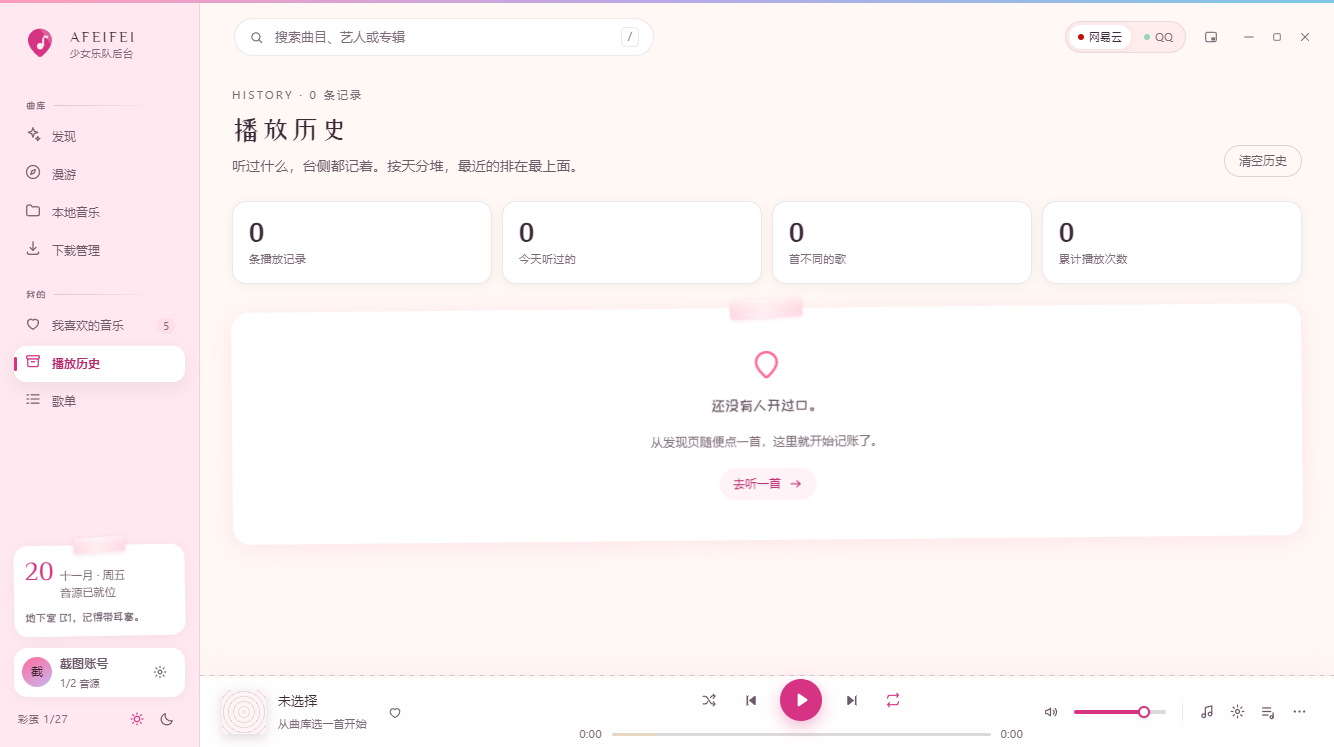 AFEIFEI
少女乐队后台
搜索曲目、艺人或专辑
/
网易云
QQ
曲库
发现
漫游
本地音乐
下载管理
我的
我喜欢的音乐
5
播放历史
歌单
HISTORY · 0 条记录
播放历史
听过什么，台侧都记着。按天分堆，最近的排在最上面。
清空历史
0
条播放记录
0
今天听过的
0
首不同的歌
0
累计播放次数
还没有人开过口。
从发现页随便点一首，这里就开始记账了。
去听一首 →
20
十一月 · 周五
音源已就位
地下室 B1，记得带耳塞。
截
截图账号
1/2 音源
彩蛋 1/27
未选择
从曲库选一首开始
0:00
0:00